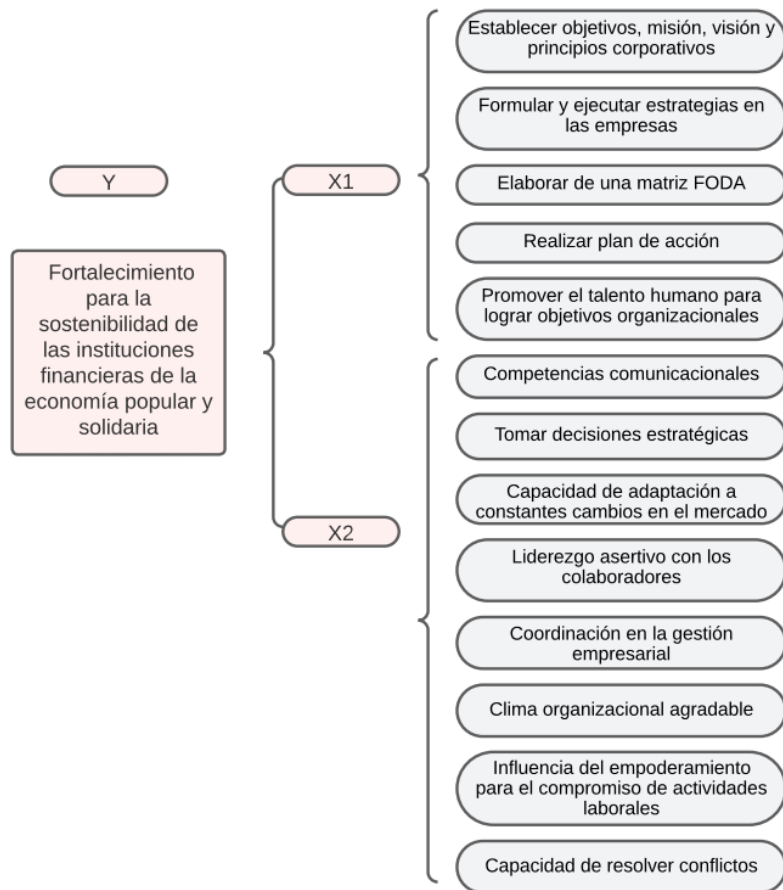 Y
Fortalecimiento
para la
sostenibilidad de
las instituciones
financieras de la
economía popular y
solidaria
X1
X2
Establecer objetivos, misión, visión y
principios corporativos
Formular y ejecutar estrategias en
las empresas
Elaborar de una matriz FODA
Realizar plan de acción
Promover el talento humano para
lograr objetivos organizacionales
Competencias comunicacionales
Tomar decisiones estratégicas
Capacidad de adaptación a
constantes cambios en el mercado
Liderezgo asertivo con los
colaboradores
Coordinación en la gestión
empresarial
Clima organizacional agradable
Influencia del empoderamiento
para el compromiso de actividades
laborales
Capacidad de resolver conflictos